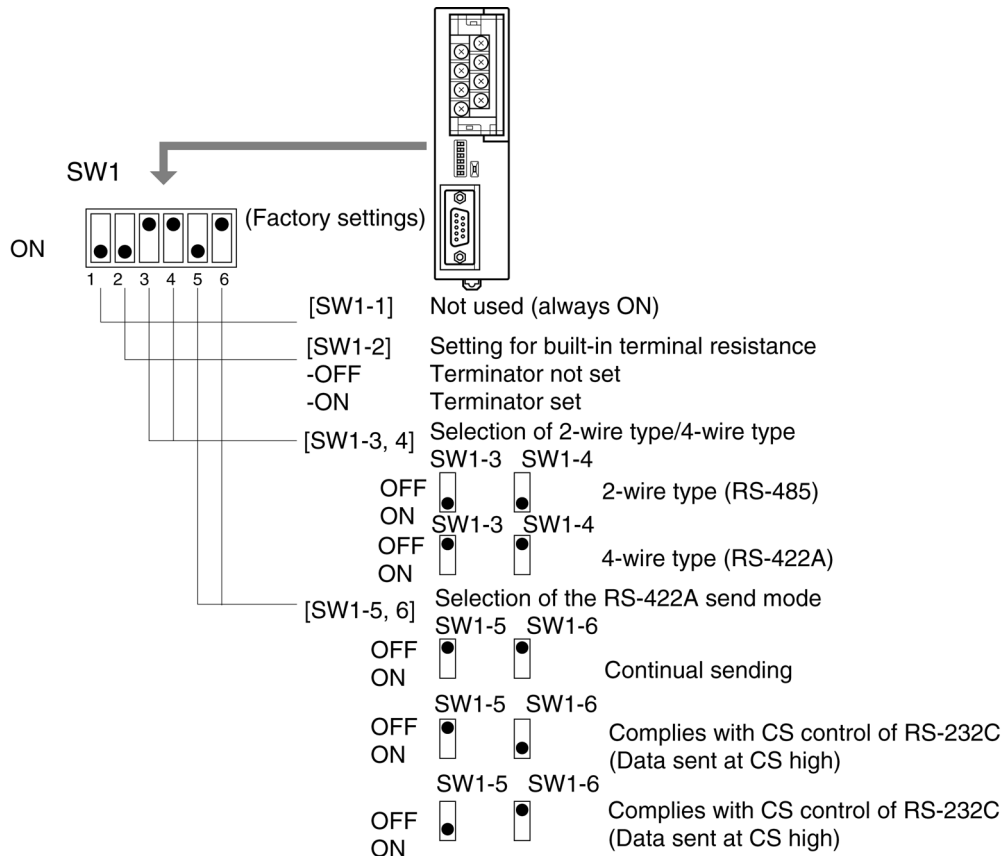 SW1
(Factory settings)
ON
1 2 3 4 5 6
[SW1-1] Not used (always ON)
[SW1-2] Setting for built-in terminal resistance
-OFF Terminator not set
-ON Terminator set
[SW1-3, 4] Selection of 2-wire type/4-wire type
SW1-3 SW1-4
OFF
ON
2-wire type (RS-485)
SW1-3 SW1-4
OFF
ON
4-wire type (RS-422A)
[SW1-5, 6] Selection of the RS-422A send mode
SW1-5 SW1-6
OFF
ON
Continual sending
SW1-5 SW1-6
OFF
ON
Complies with CS control of RS-232C
(Data sent at CS high)
SW1-5 SW1-6
OFF
ON
Complies with CS control of RS-232C
(Data sent at CS high)